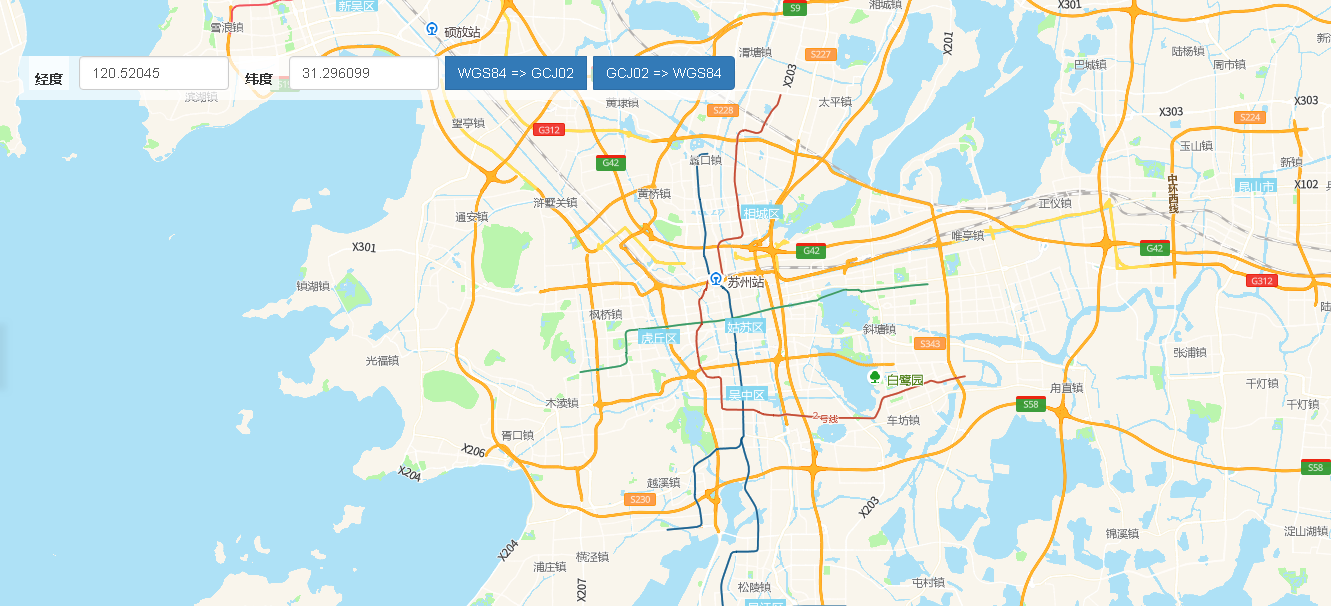 X301
新吴区
S9
湘城镇
雪浪镇
硕放站
X201
渭塘镇
S227
陆杨镇
巴城镇
周市镇
经度
120.52045
纬度
31.296099
WGS84 => GCJ02
GCJ02 => WGS84
X203
滨湖镇
黄埭镇
S228
太平镇
X303
X303
S224
望亭镇
G312
玉山镇
G42
蠡口镇
新镇
中环西线
昆山市
X102
黄桥镇
浒墅关镇
正仪镇
通安镇
相城区
唯亭镇
X301
G42
G42
镇湖镇
苏州站
G312
枫桥镇
姑苏区
斜塘镇
虎丘区
S343
光福镇
张浦镇
白鹭园
甪直镇
千灯镇
吴中区
木渎镇
S58
千灯镇
2号线
车坊镇
胥口镇
X206
X204
S58
越溪镇
S230
X203
锦溪镇
淀山湖镇
X204
横泾镇
浦庄镇
X207
松陵镇
屯村镇